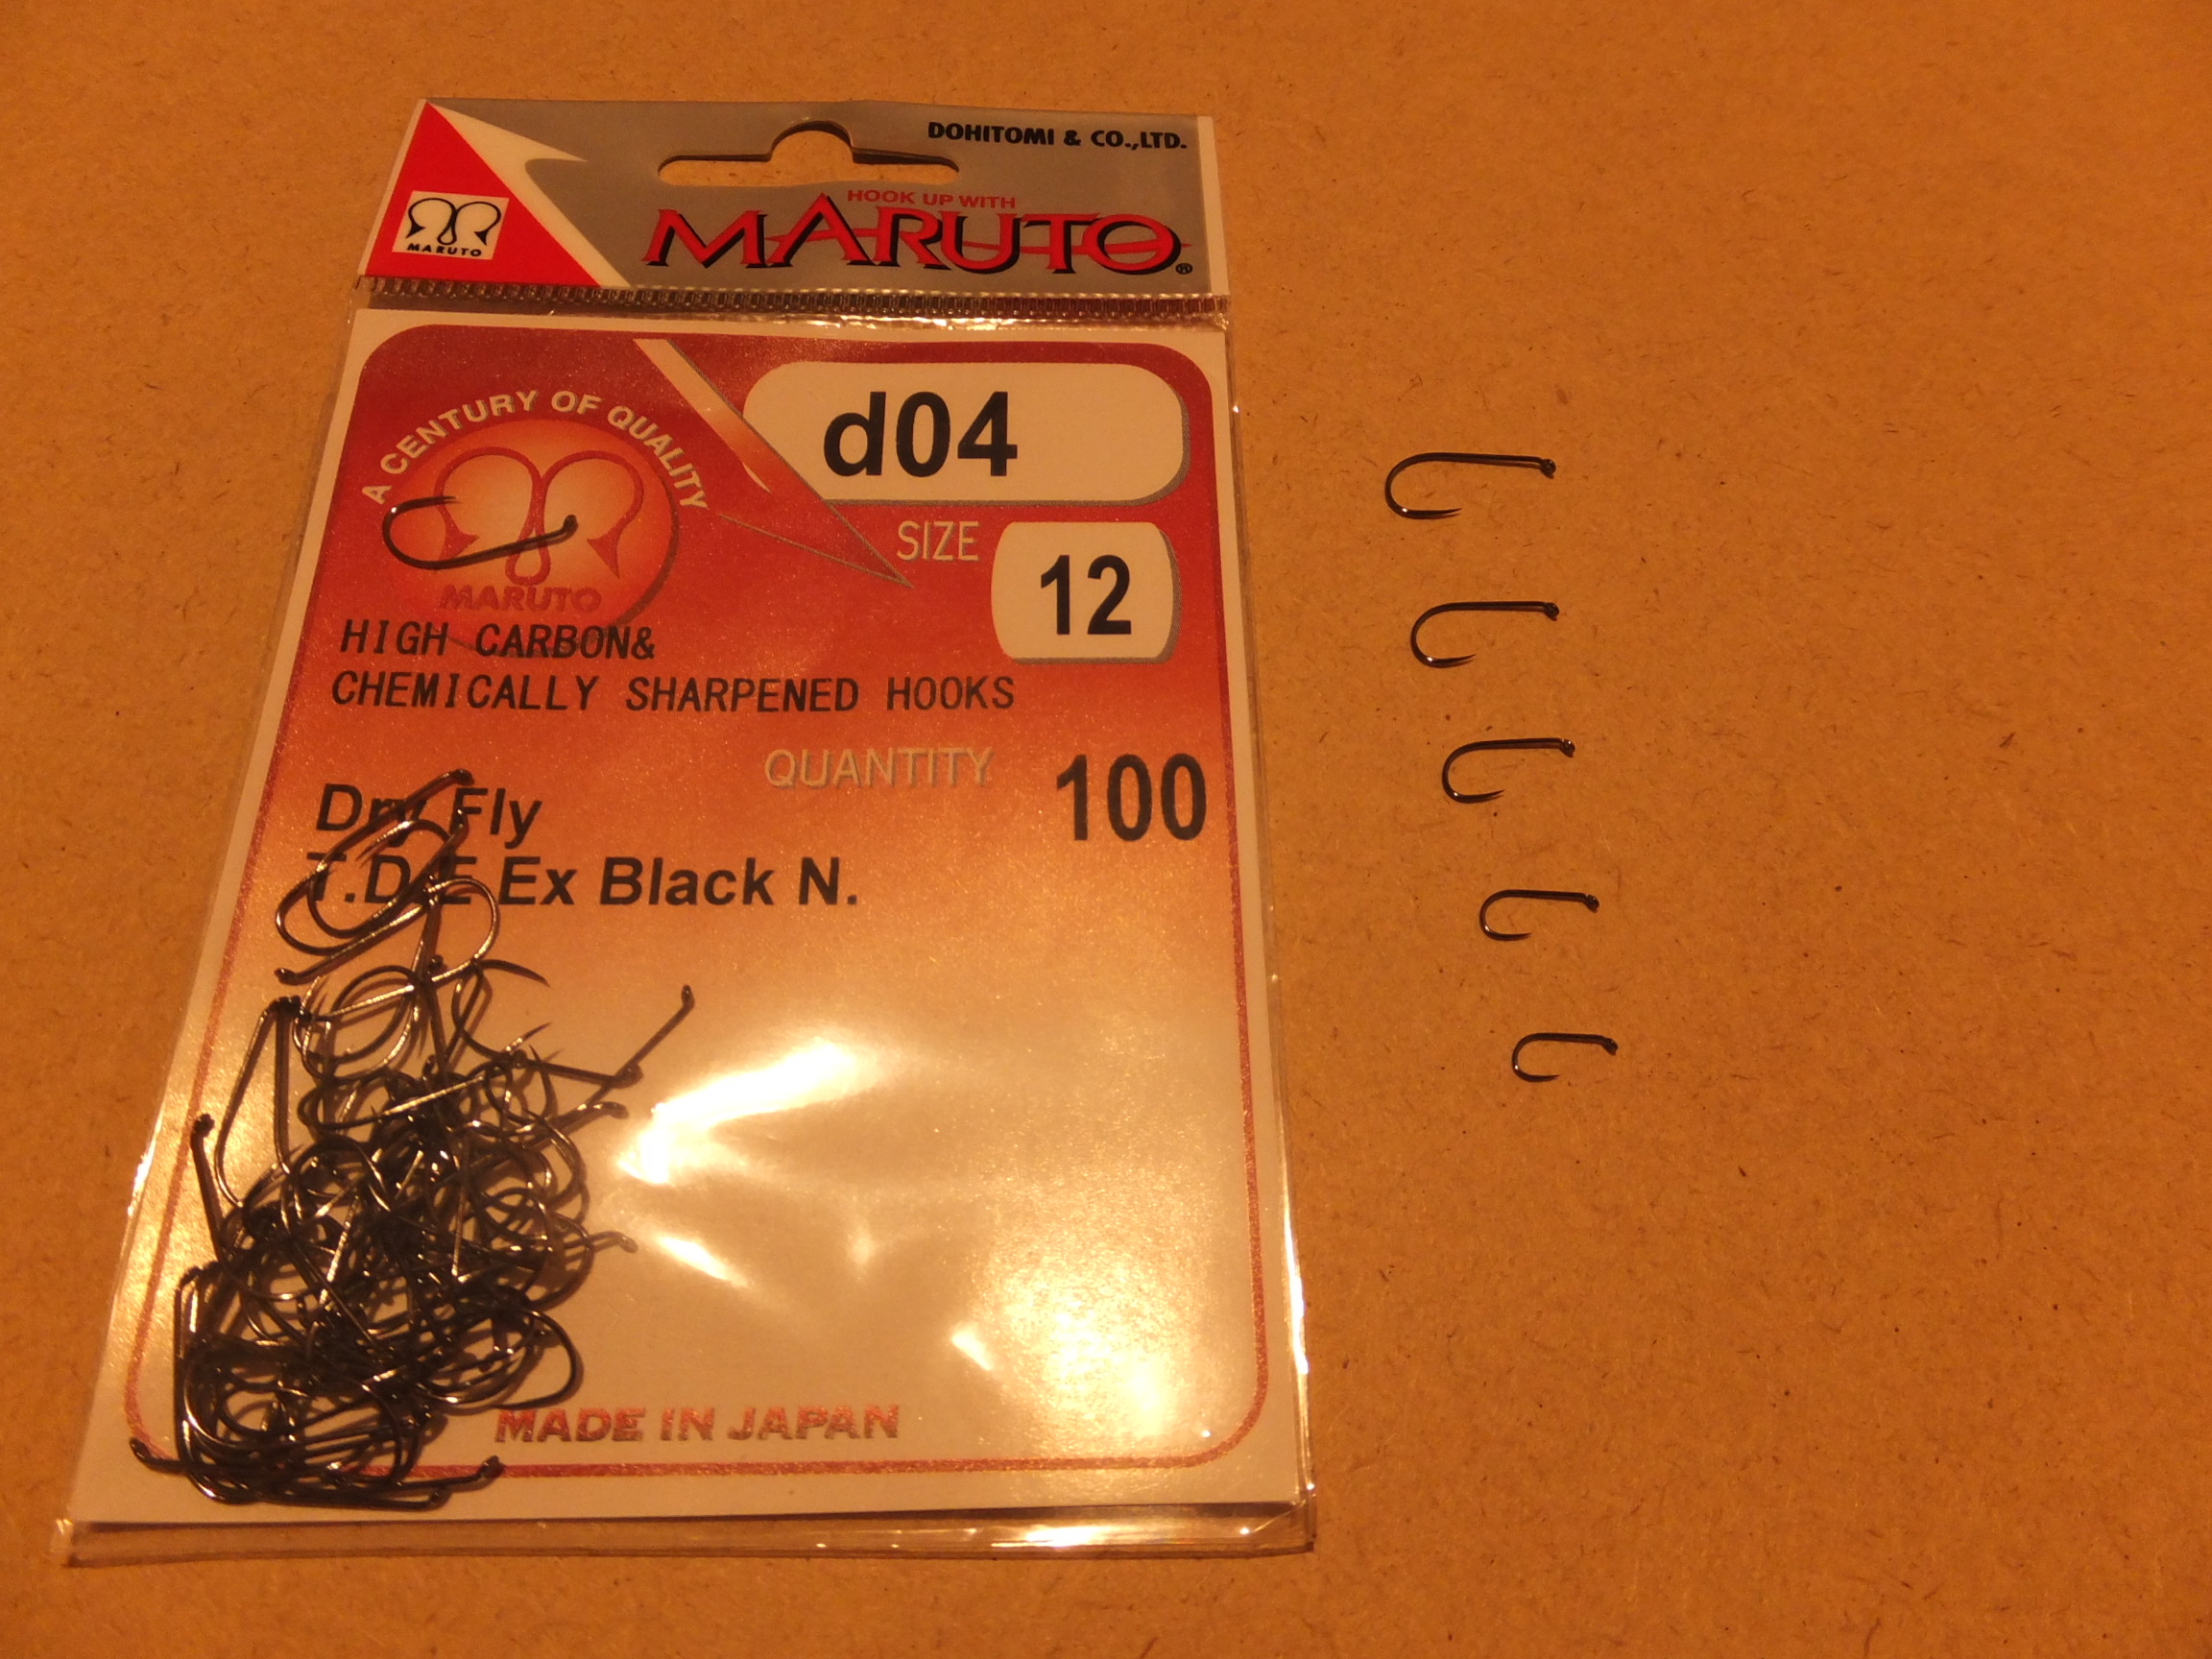 DOHITOMI & CO.,LTD.
HOOK UP WITH
MARUTO®
MARUTO
A CENTURY OF QUALITY
MARUTO
d04
SIZE
12
HIGH CARBON&
CHEMICALLY SHARPENED HOOKS
QUANTITY
100
Dry Fly
T.D.E Ex Black N.
MADE IN JAPAN